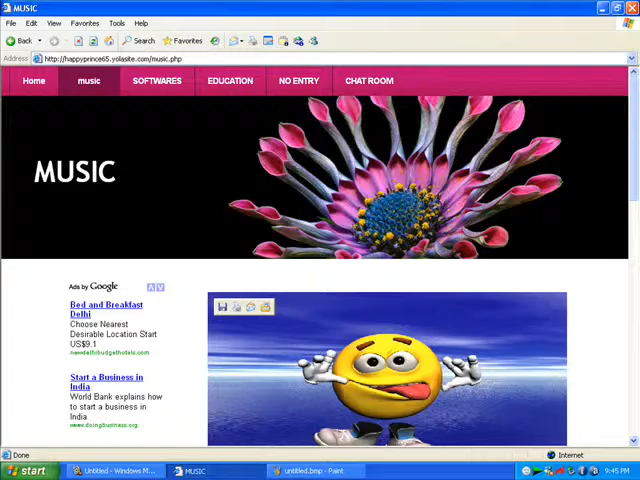 MUSIC
File Edit View Favorites Tools Help
Back Search Favorites
Address http://happyprince65.yolasite.com/music.php
Home music SOFTWARES EDUCATION NO ENTRY CHAT ROOM
MUSIC
Ads by Google
Bed and Breakfast
Delhi
Choose Nearest
Desirable Location Start
US$9.1
newdelhibudgethotels.com
Start a Business in
India
World Bank explains how
to start a business in
India
www.doingbusiness.org
Done Internet
start Untitled - Windows M... MUSIC untitled.bmp - Paint 9:45 PM